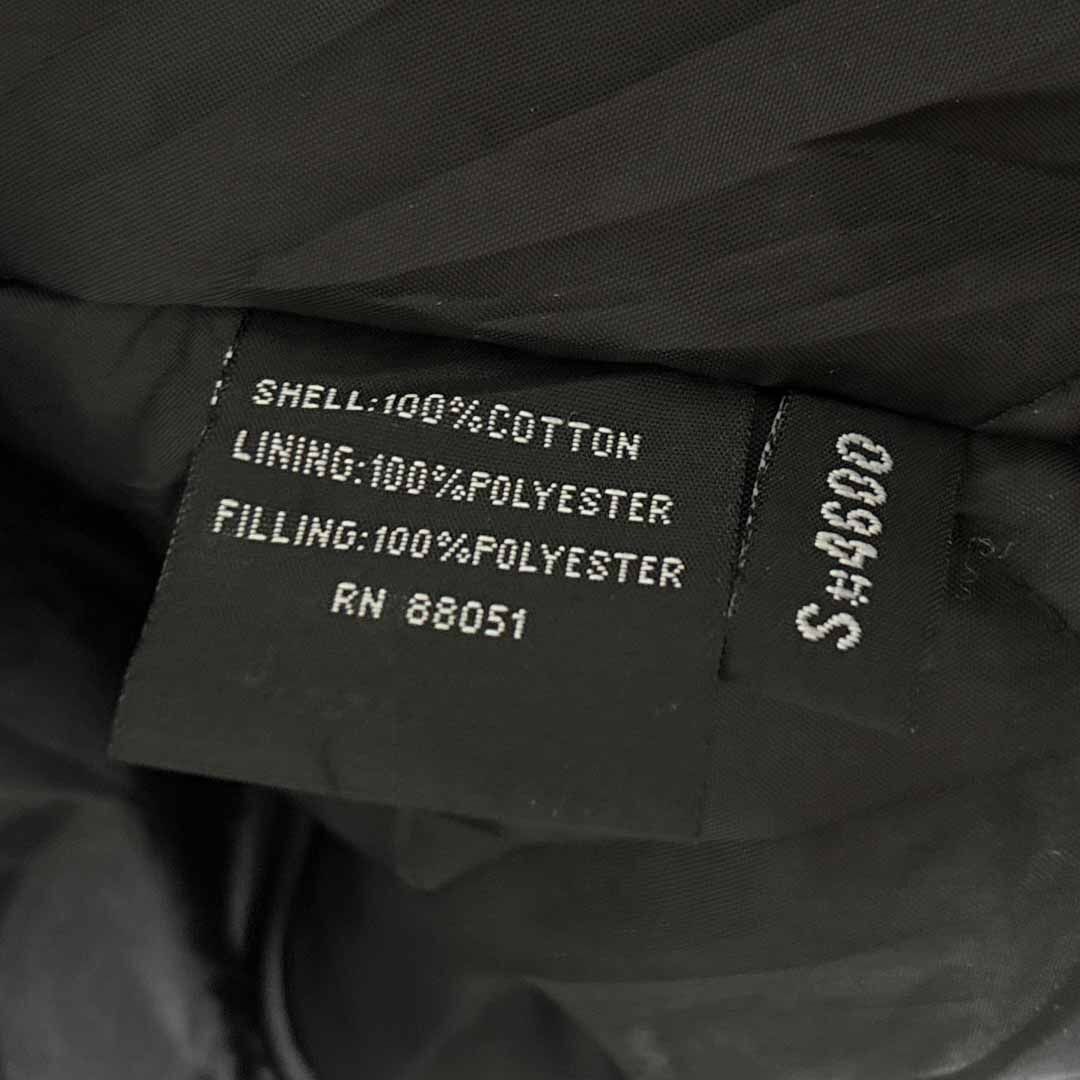 SHELL:100%COTTON
LINING:100%POLYESTER
FILLING:100%POLYESTER
RN 88051
S#4600